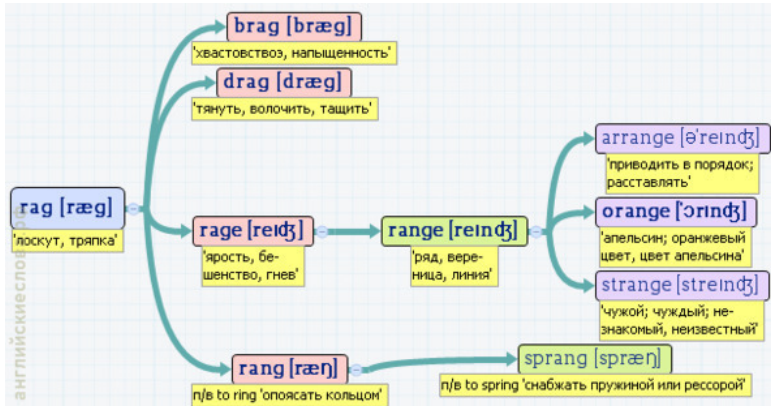 brag [bræg]
'хвастовствоз, напыщенность'
drag [dræg]
'тянуть, волочить, тащить'
arrange [ə'reɪnʤ]
'приводить в порядок;
расставлять'
rag [ræg]
'лоскут, тряпка'
rage [reɪʤ]
'ярость, бе-
шенство, гнев'
range [reɪnʤ]
'ряд, вере-
ница, линия'
orange ['ɔrɪnʤ]
'апельсин; оранжевый
цвет, цвет апельсина'
strange [streɪnʤ]
'чужой; чуждый; не-
знакомый, неизвестный'
rang [ræŋ]
п/в to ring 'опоясать кольцом'
sprang [spræŋ]
п/в to spring 'снабжать пружиной или рессорой'